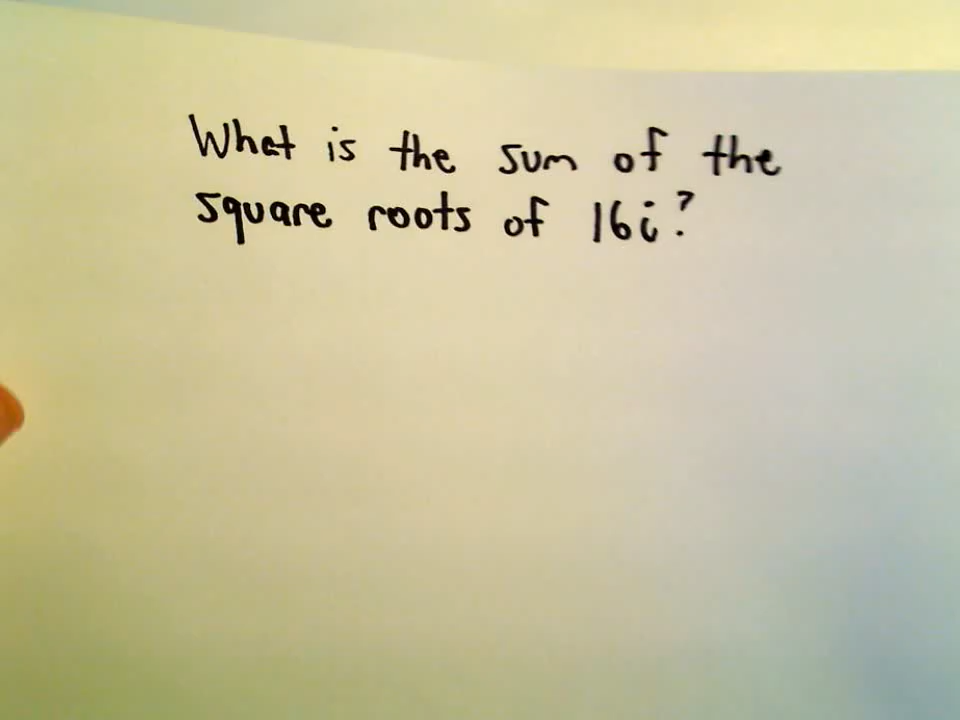 What is the sum of the
square roots of 16i?